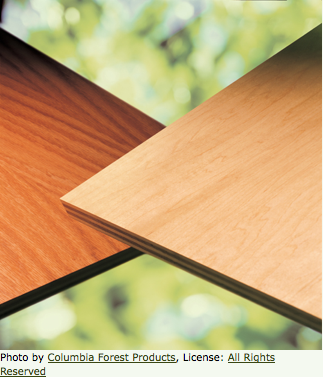 Photo by Columbia Forest Products, License: All Rights
Reserved